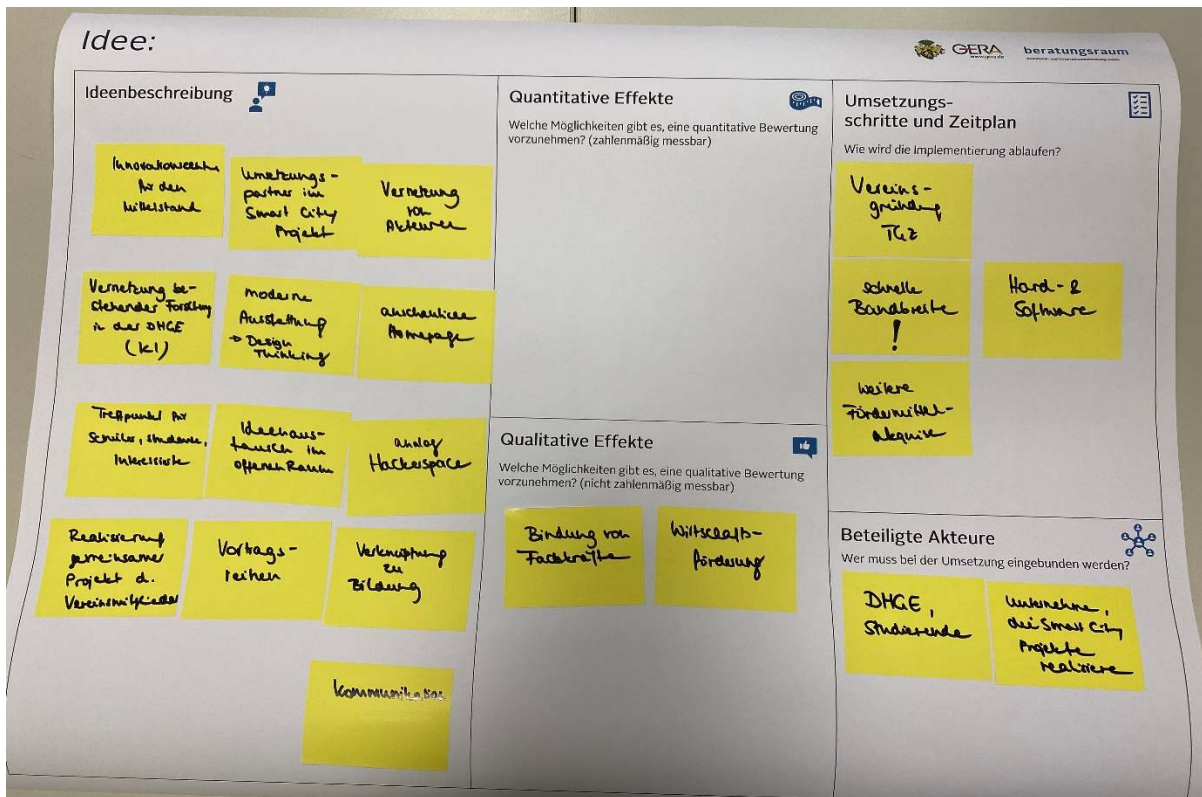 Idee:
GERA
www.gera.de
beratungsraum
Ideenbeschreibung
Innovationscenter
für den
Mittelstand
Umsetzungs-
partner im
Smart City
Projekt
Vernetzung
von
Akteuren
Vernetzung be-
stehender Forschung
in der DHGE
(KI)
moderne
Ausstattung
→ Design
Thinking
anschauliche
Homepage
Treffpunkt für
Schüler, Studenten,
Interessierte
Ideenaus-
tausch im
offenen Raum
analog
Hackerspace
Realisierung
gemeinsamer
Projekt d.
Vereinsmitglieder
Vortrags-
reihen
Verknüpfung
zu
Bildung
Kommunikation
Quantitative Effekte
Welche Möglichkeiten gibt es, eine quantitative Bewertung
vorzunehmen? (zahlenmäßig messbar)
Qualitative Effekte
Welche Möglichkeiten gibt es, eine qualitative Bewertung
vorzunehmen? (nicht zahlenmäßig messbar)
Bindung von
Fachkräfte
Wirtschafts-
förderung
Umsetzungs-
schritte und Zeitplan
Wie wird die Implementierung ablaufen?
Vereins-
gründung
TGZ
schnelle
Bandbreite
!
Hard- &
Software
weitere
Fördermittel-
akquise
Beteiligte Akteure
Wer muss bei der Umsetzung eingebunden werden?
DHGE,
Studierende
Unternehme,
die Smart City
Projekte
realisiere